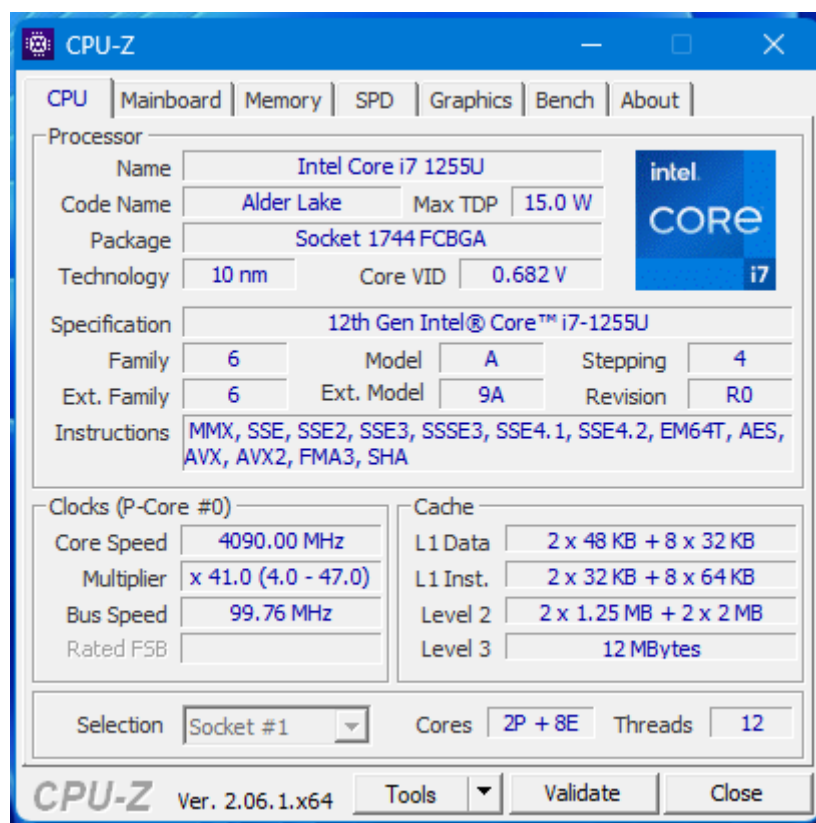 CPU-Z
CPU Mainboard Memory SPD Graphics Bench About
Processor
Name Intel Core i7 1255U
Code Name Alder Lake Max TDP 15.0 W
Package Socket 1744 FCBGA
Technology 10 nm Core VID 0.682 V
intel
CORE
i7
Specification 12th Gen Intel® Core™ i7-1255U
Family 6 Model A Stepping 4
Ext. Family 6 Ext. Model 9A Revision R0
Instructions MMX, SSE, SSE2, SSE3, SSSE3, SSE4.1, SSE4.2, EM64T, AES,
AVX, AVX2, FMA3, SHA
Clocks (P-Core #0)
Core Speed 4090.00 MHz
Multiplier x 41.0 (4.0 - 47.0)
Bus Speed 99.76 MHz
Rated FSB
Cache
L1 Data 2 x 48 KB + 8 x 32 KB
L1 Inst. 2 x 32 KB + 8 x 64 KB
Level 2 2 x 1.25 MB + 2 x 2 MB
Level 3 12 MBytes
Selection Socket #1 Cores 2P + 8E Threads 12
CPU-Z Ver. 2.06.1.x64 Tools Validate Close